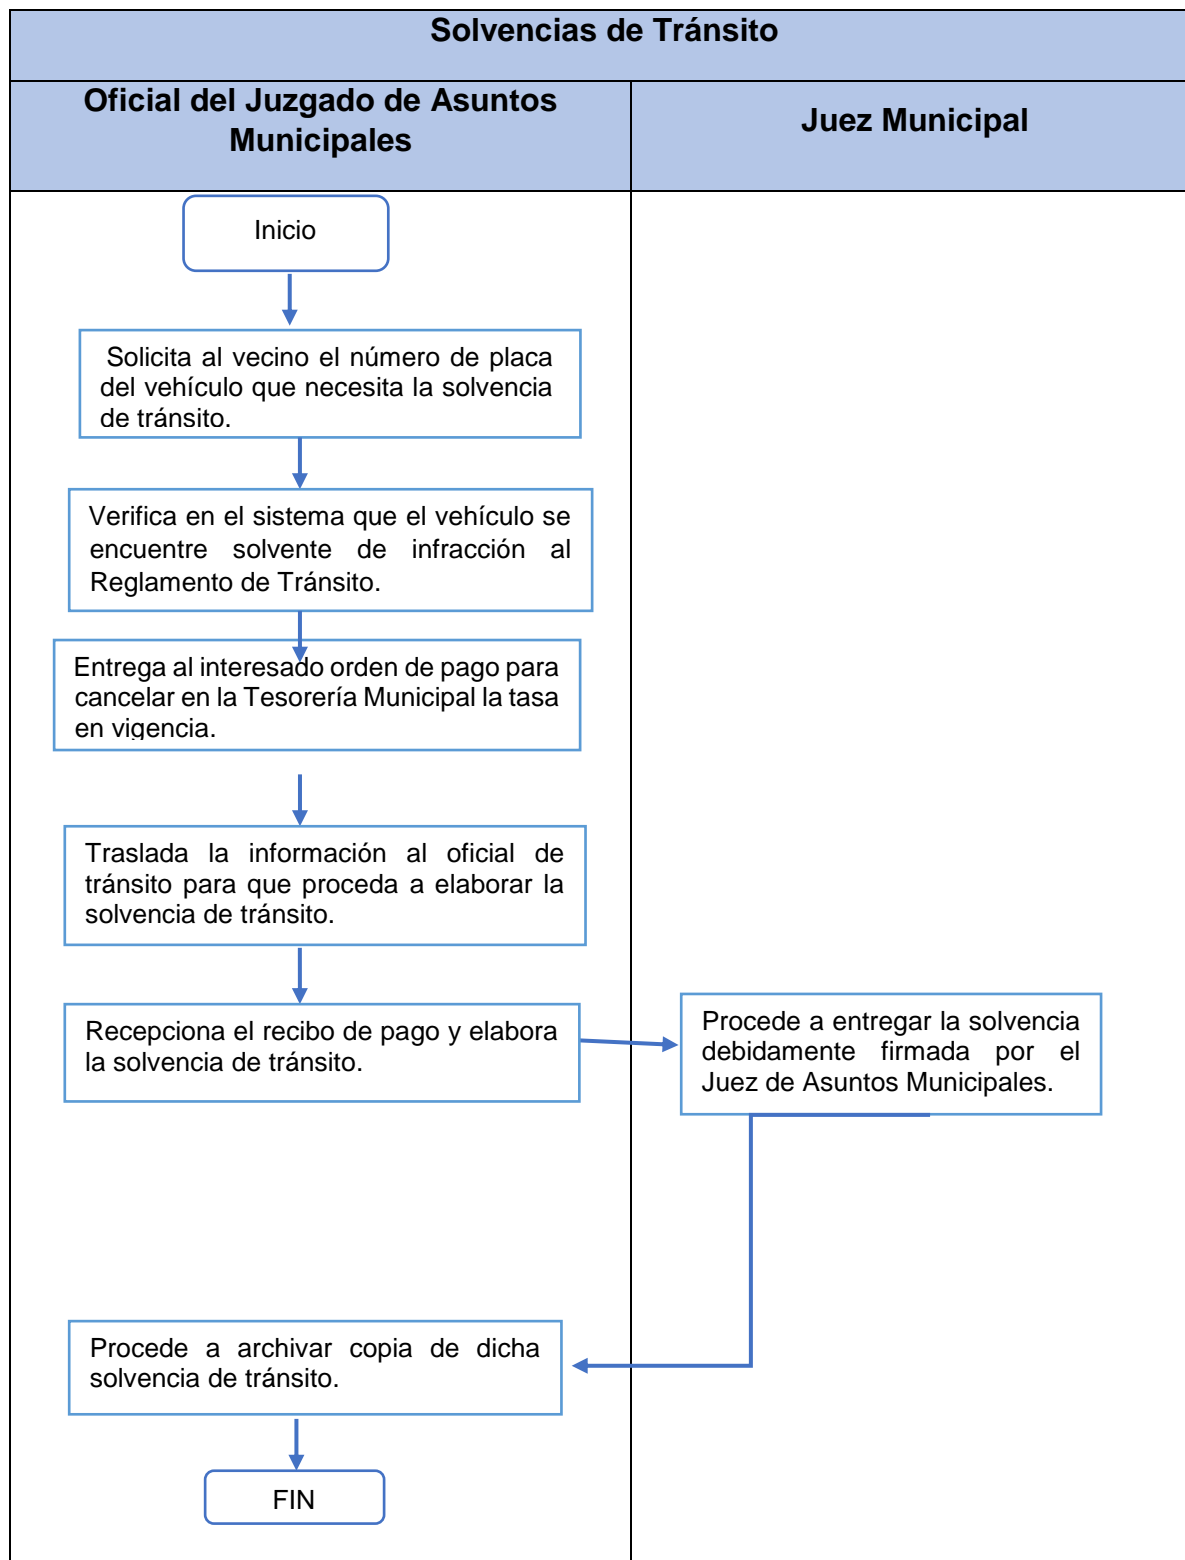 Solvencias de Tránsito
Oficial del Juzgado de Asuntos
Municipales
Juez Municipal
Inicio
Solicita al vecino el número de placa
del vehículo que necesita la solvencia
de tránsito.
Verifica en el sistema que el vehículo se
encuentre solvente de infracción al
Reglamento de Tránsito.
Entrega al interesado orden de pago para
cancelar en la Tesorería Municipal la tasa
en vigencia.
Traslada la información al oficial de
tránsito para que proceda a elaborar la
solvencia de tránsito.
Recepciona el recibo de pago y elabora
la solvencia de tránsito.
Procede a entregar la solvencia
debidamente firmada por el
Juez de Asuntos Municipales.
Procede a archivar copia de dicha
solvencia de tránsito.
FIN